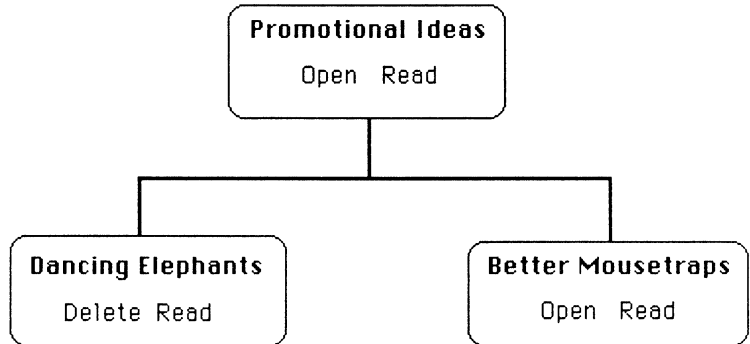 Promotional Ideas
Open Read
Dancing Elephants
Delete Read
Better Mousetraps
Open Read